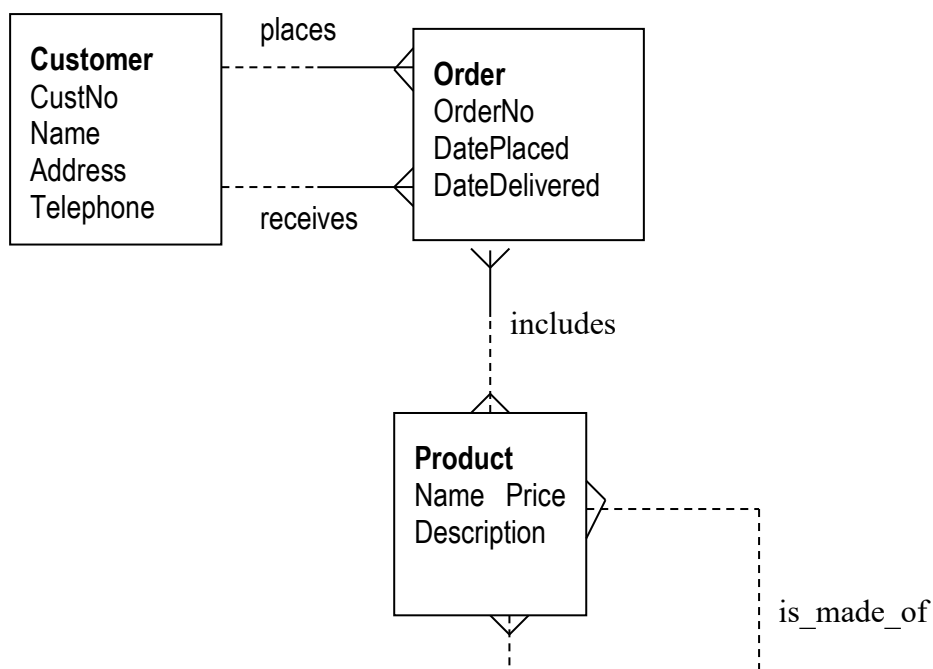 places
Customer
CustNo
Name
Address
Telephone
Order
OrderNo
DatePlaced
DateDelivered
receives
includes
Product
Name Price
Description
is_made_of